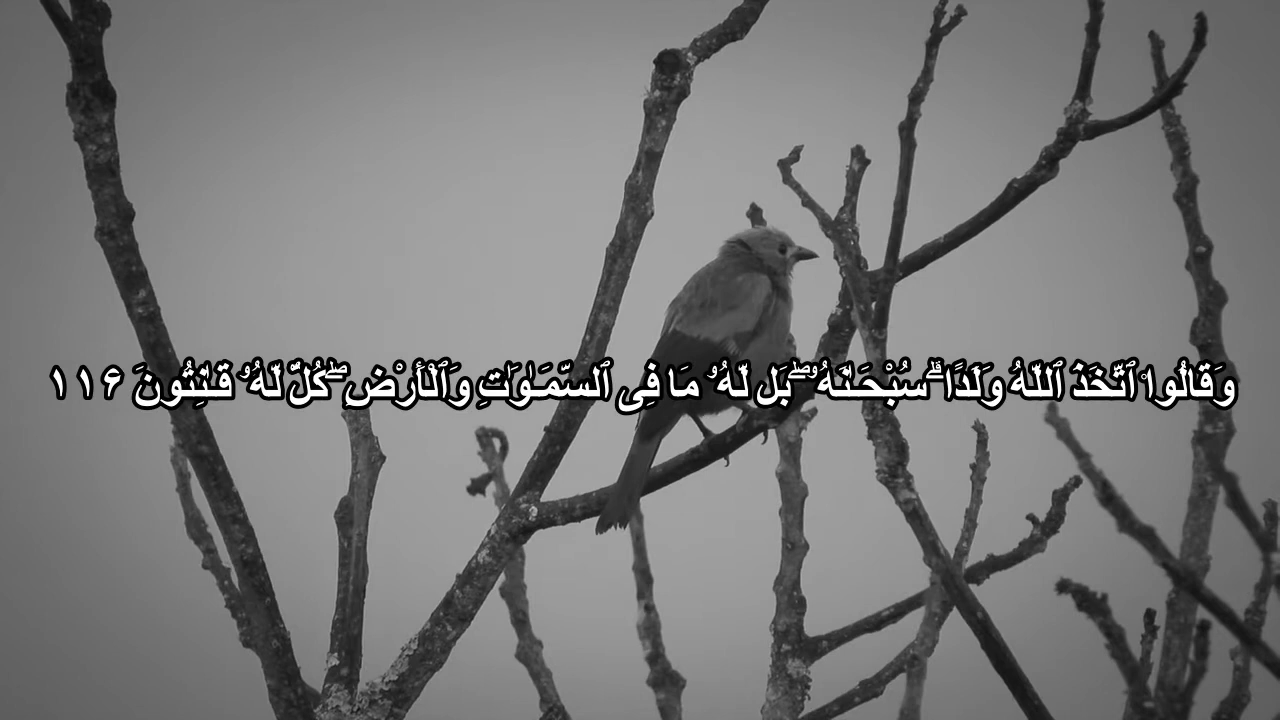 وَقَالُوا۟ ٱتَّخَذَ ٱللَّهُ وَلَدًا ۗ سُبْحَـٰنَهُۥ ۖ بَل لَّهُۥ مَا فِى ٱلسَّمَـٰوَٰتِ وَٱلْأَرْضِ ۖ كُلٌّ لَّهُۥ قَـٰنِتُونَ ١١٦